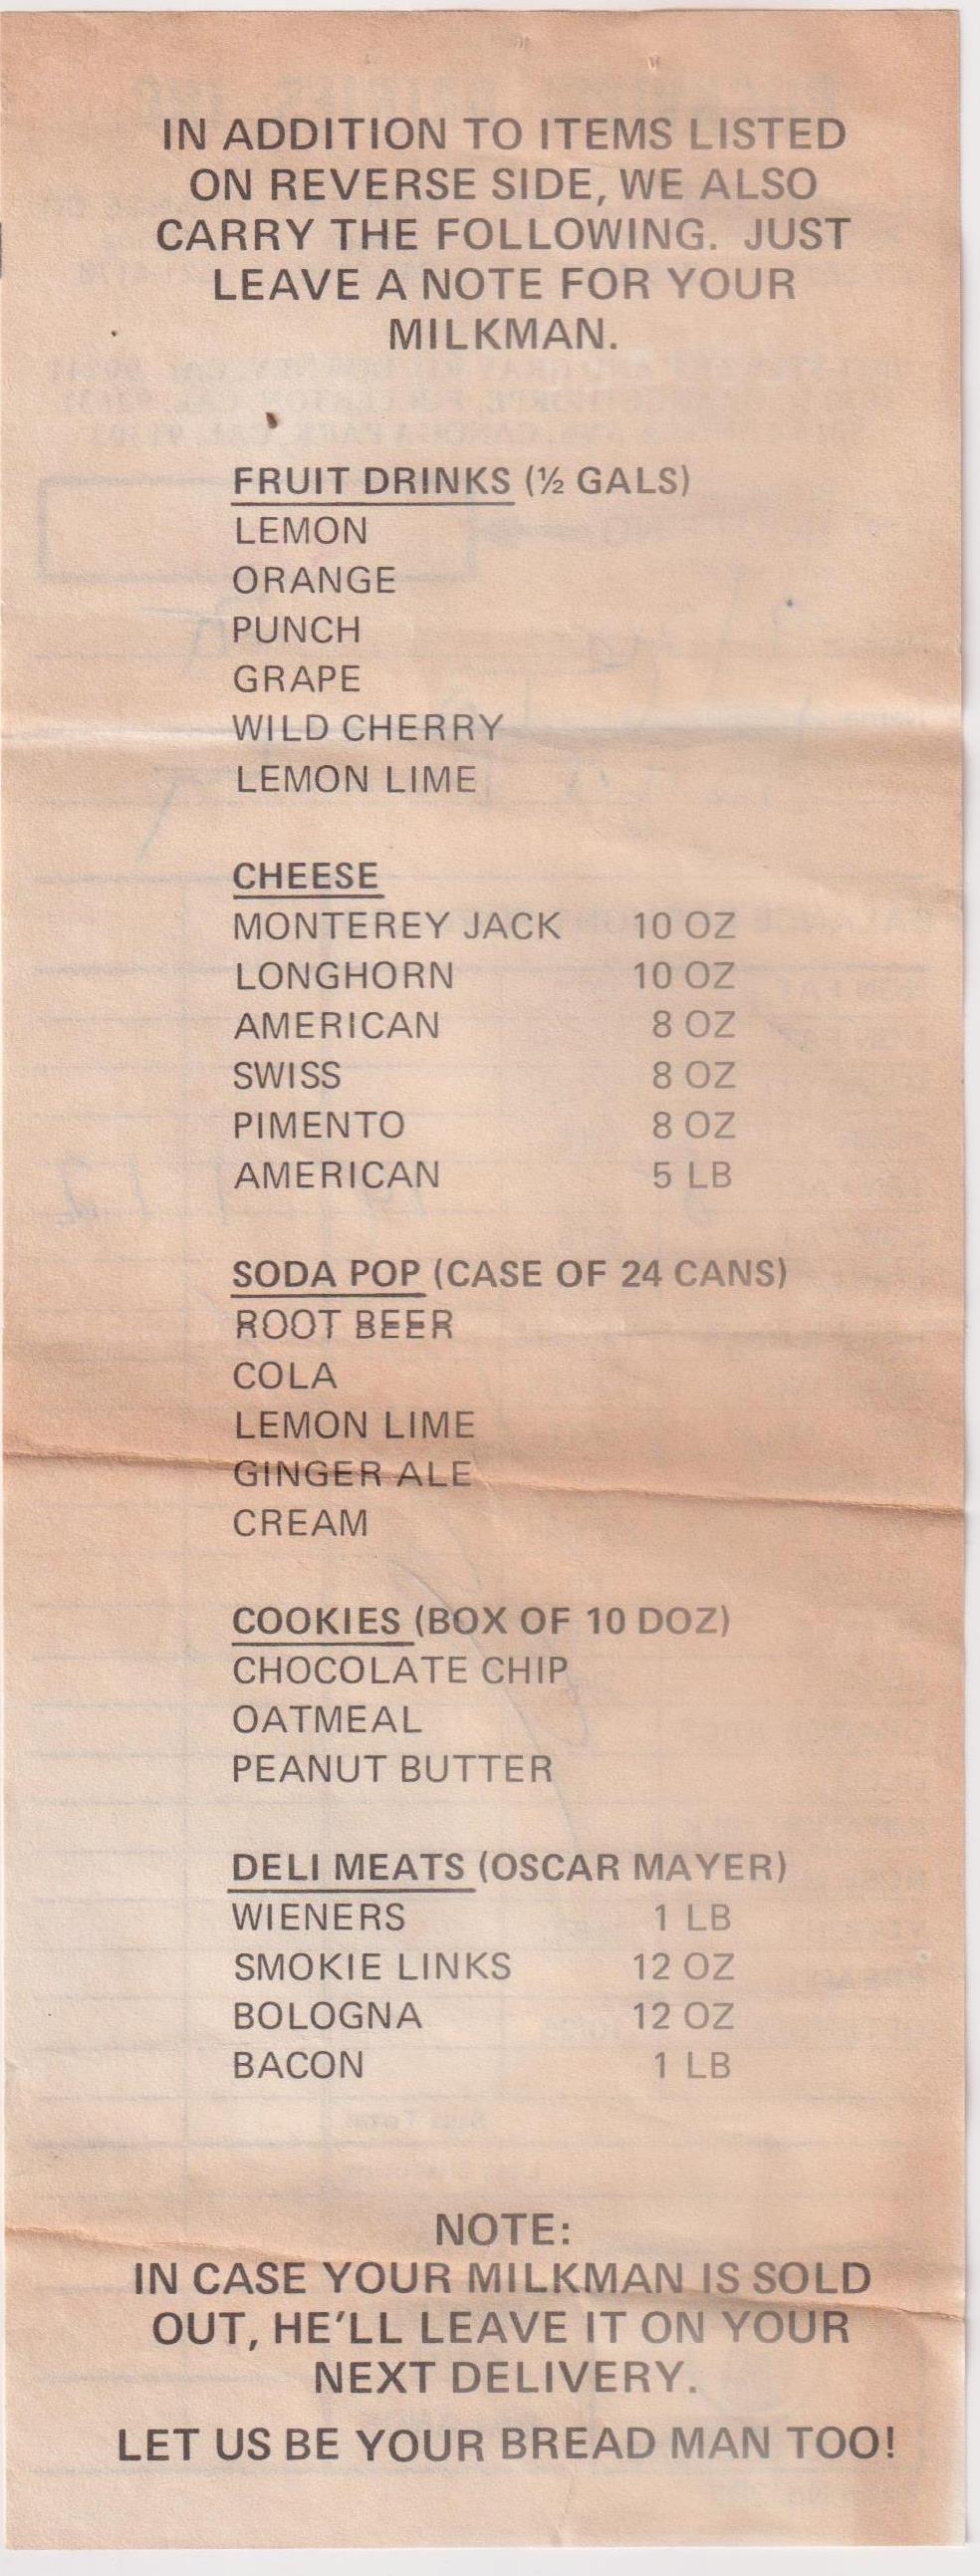 IN ADDITION TO ITEMS LISTED
ON REVERSE SIDE, WE ALSO
CARRY THE FOLLOWING. JUST
LEAVE A NOTE FOR YOUR
MILKMAN.
FRUIT DRINKS (½ GALS)
LEMON
ORANGE
PUNCH
GRAPE
WILD CHERRY
LEMON LIME
CHEESE
MONTEREY JACK 10 OZ
LONGHORN 10 OZ
AMERICAN 8 OZ
SWISS 8 OZ
PIMENTO 8 OZ
AMERICAN 5 LB
SODA POP (CASE OF 24 CANS)
ROOT BEER
COLA
LEMON LIME
GINGER ALE
CREAM
COOKIES (BOX OF 10 DOZ)
CHOCOLATE CHIP
OATMEAL
PEANUT BUTTER
DELI MEATS (OSCAR MAYER)
WIENERS 1 LB
SMOKIE LINKS 12 OZ
BOLOGNA 12 OZ
BACON 1 LB
NOTE:
IN CASE YOUR MILKMAN IS SOLD
OUT, HE'LL LEAVE IT ON YOUR
NEXT DELIVERY.
LET US BE YOUR BREAD MAN TOO!